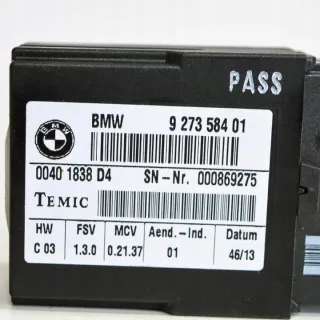 PASS
BMW 9 273 584 01
0040 1838 D4 SN-Nr. 000869275
TEMIC
HW FSV MCV Aend.-Ind. Datum
C 03 1.3.0 0.21.37 01 46/13